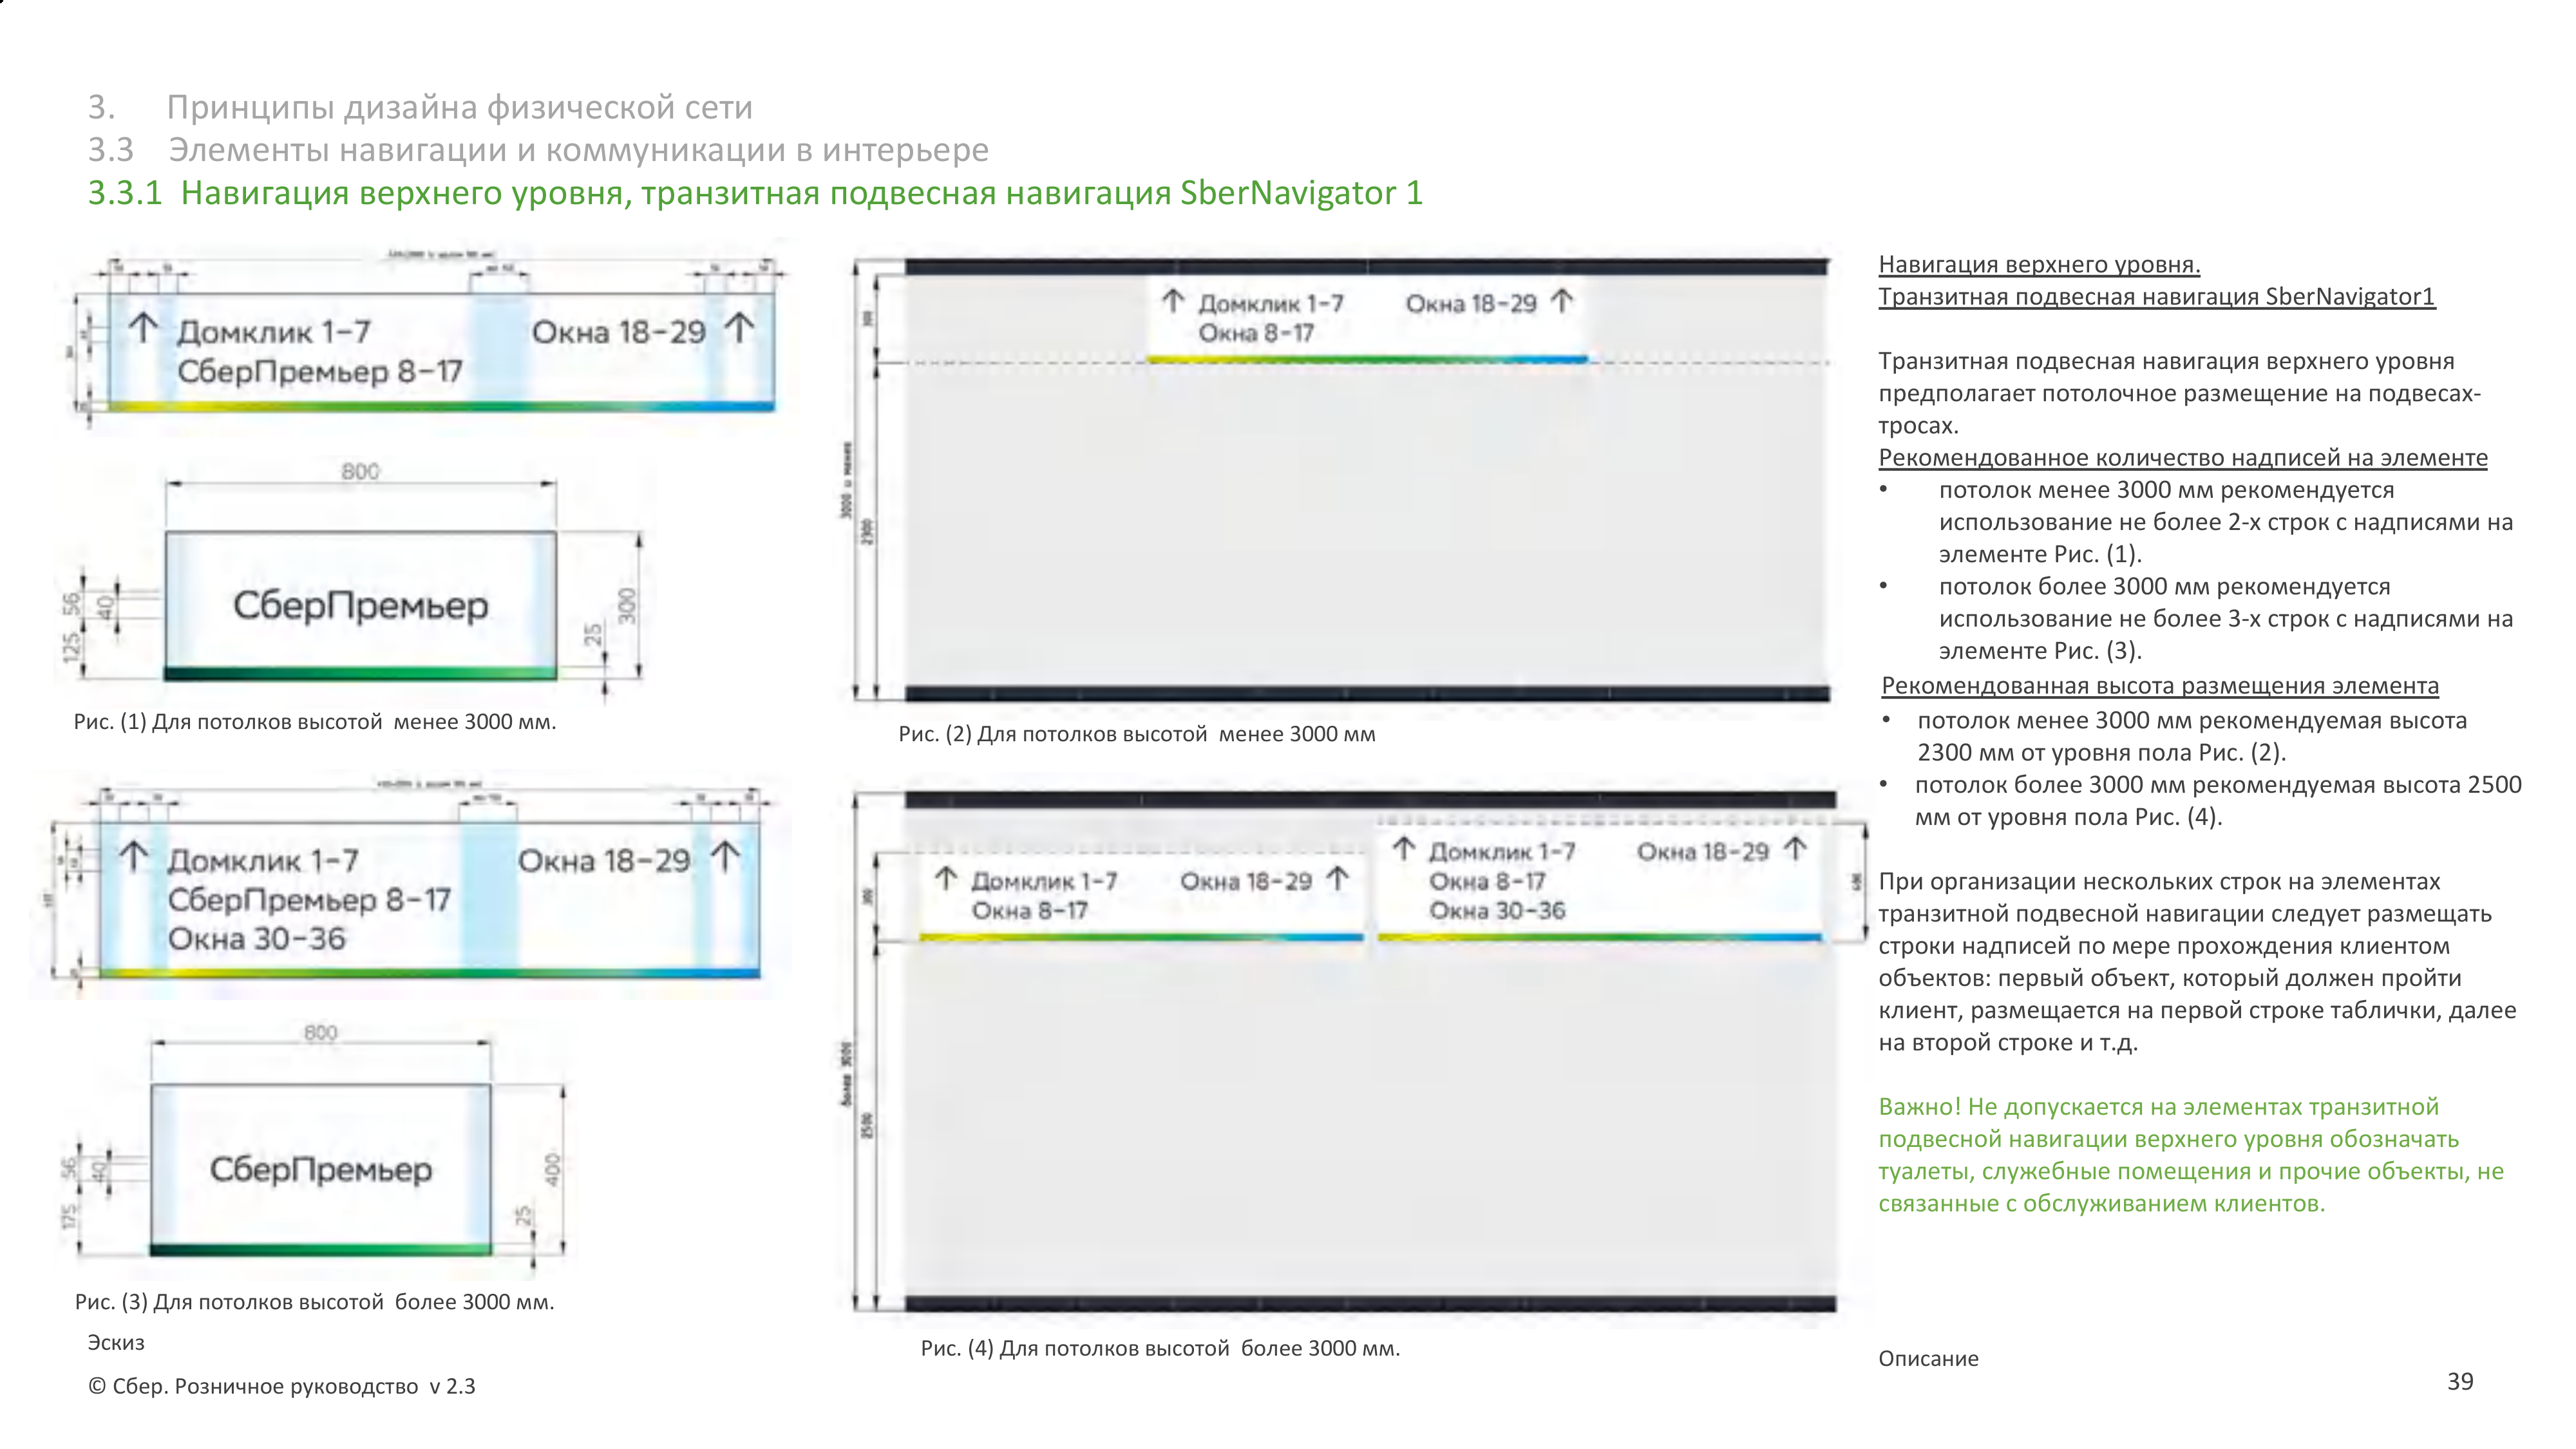 3. Принципы дизайна физической сети
3.3 Элементы навигации и коммуникации в интерьере
3.3.1 Навигация верхнего уровня, транзитная подвесная навигация SberNavigator 1
Домклик 1–7
Окна 18–29
СберПремьер 8–17
800
СберПремьер
56
40
125
25
300
Рис. (1) Для потолков высотой менее 3000 мм.
Домклик 1–7
Окна 18–29
Окна 8–17
300
3000 и менее
2300
Рис. (2) Для потолков высотой менее 3000 мм
Домклик 1–7
Окна 18–29
СберПремьер 8–17
Окна 30–36
800
СберПремьер
56
40
175
25
400
Рис. (3) Для потолков высотой более 3000 мм.
Эскиз
Домклик 1–7
Окна 18–29
Окна 8–17
Домклик 1–7
Окна 18–29
Окна 8–17
Окна 30–36
300
более 3000
2500
Рис. (4) Для потолков высотой более 3000 мм.
Навигация верхнего уровня.
Транзитная подвесная навигация SberNavigator1
Транзитная подвесная навигация верхнего уровня
предполагает потолочное размещение на подвесах-
тросах.
Рекомендованное количество надписей на элементе
• потолок менее 3000 мм рекомендуется
использование не более 2-х строк с надписями на
элементе Рис. (1).
• потолок более 3000 мм рекомендуется
использование не более 3-х строк с надписями на
элементе Рис. (3).
Рекомендованная высота размещения элемента
• потолок менее 3000 мм рекомендуемая высота
2300 мм от уровня пола Рис. (2).
• потолок более 3000 мм рекомендуемая высота 2500
мм от уровня пола Рис. (4).
При организации нескольких строк на элементах
транзитной подвесной навигации следует размещать
строки надписей по мере прохождения клиентом
объектов: первый объект, который должен пройти
клиент, размещается на первой строке таблички, далее
на второй строке и т.д.
Важно! Не допускается на элементах транзитной
подвесной навигации верхнего уровня обозначать
туалеты, служебные помещения и прочие объекты, не
связанные с обслуживанием клиентов.
Описание
© Сбер. Розничное руководство v 2.3
39